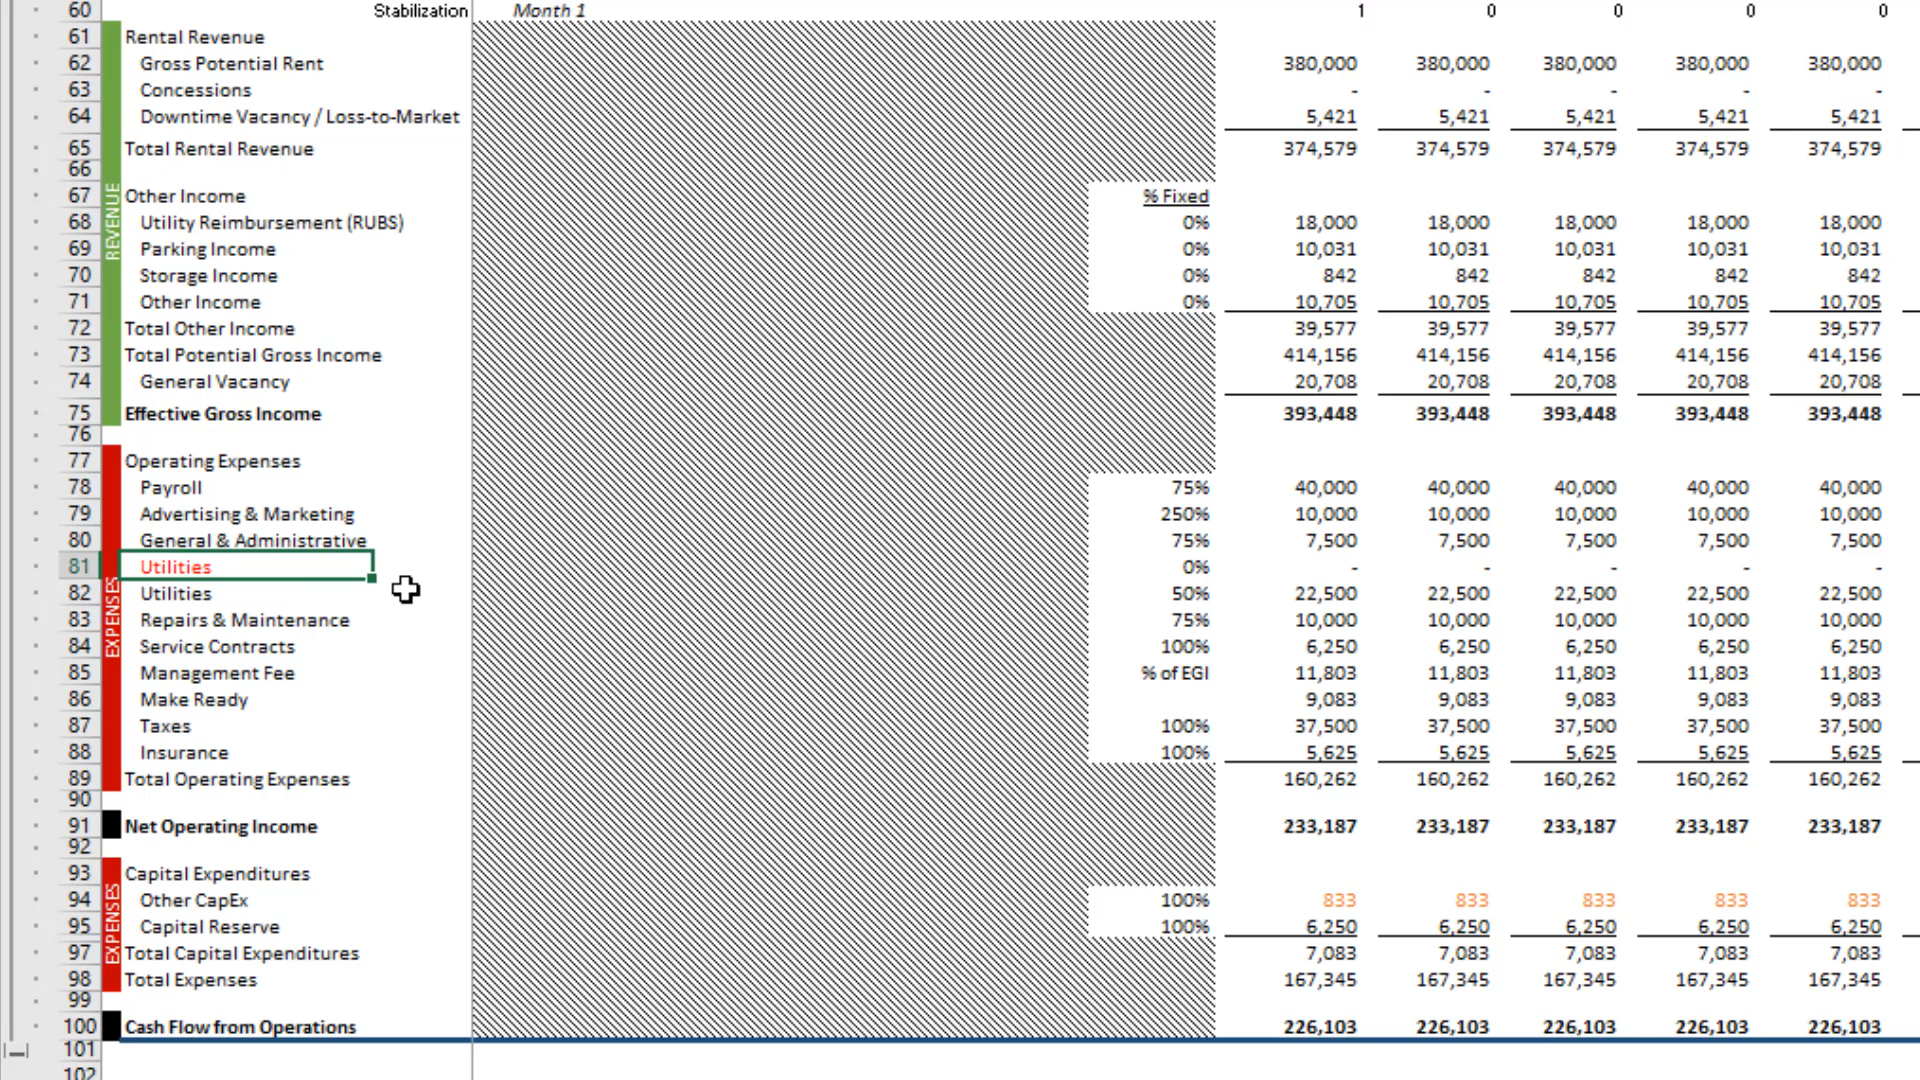 60 Stabilization Month 1 1 0 0 0 0
61 Rental Revenue
62 Gross Potential Rent 380,000 380,000 380,000 380,000 380,000
63 Concessions - - - - -
64 Downtime Vacancy / Loss-to-Market 5,421 5,421 5,421 5,421 5,421
65 Total Rental Revenue 374,579 374,579 374,579 374,579 374,579
66
REVENUE
67 Other Income % Fixed
68 Utility Reimbursement (RUBS) 0% 18,000 18,000 18,000 18,000 18,000
69 Parking Income 0% 10,031 10,031 10,031 10,031 10,031
70 Storage Income 0% 842 842 842 842 842
71 Other Income 0% 10,705 10,705 10,705 10,705 10,705
72 Total Other Income 39,577 39,577 39,577 39,577 39,577
73 Total Potential Gross Income 414,156 414,156 414,156 414,156 414,156
74 General Vacancy 20,708 20,708 20,708 20,708 20,708
75 Effective Gross Income 393,448 393,448 393,448 393,448 393,448
76
77 Operating Expenses
78 Payroll 75% 40,000 40,000 40,000 40,000 40,000
79 Advertising & Marketing 250% 10,000 10,000 10,000 10,000 10,000
80 General & Administrative 75% 7,500 7,500 7,500 7,500 7,500
81 Utilities 0% - - - - -
EXPENSES
82 Utilities 50% 22,500 22,500 22,500 22,500 22,500
83 Repairs & Maintenance 75% 10,000 10,000 10,000 10,000 10,000
84 Service Contracts 100% 6,250 6,250 6,250 6,250 6,250
85 Management Fee % of EGI 11,803 11,803 11,803 11,803 11,803
86 Make Ready 9,083 9,083 9,083 9,083 9,083
87 Taxes 100% 37,500 37,500 37,500 37,500 37,500
88 Insurance 100% 5,625 5,625 5,625 5,625 5,625
89 Total Operating Expenses 160,262 160,262 160,262 160,262 160,262
90
91 Net Operating Income 233,187 233,187 233,187 233,187 233,187
92
93 Capital Expenditures
EXPENSES
94 Other CapEx 100% 833 833 833 833 833
95 Capital Reserve 100% 6,250 6,250 6,250 6,250 6,250
97 Total Capital Expenditures 7,083 7,083 7,083 7,083 7,083
98 Total Expenses 167,345 167,345 167,345 167,345 167,345
99
100 Cash Flow from Operations 226,103 226,103 226,103 226,103 226,103
101
102